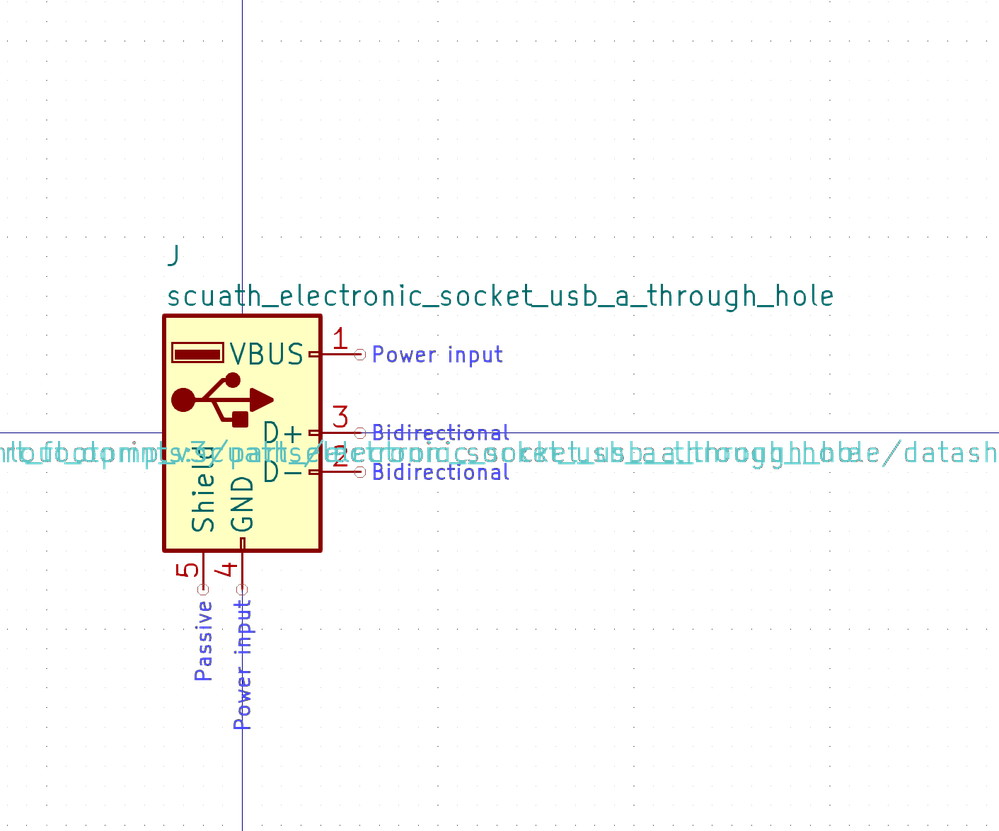 J
scuath_electronic_socket_usb_a_through_hole
VBUS
1
Power input
D+
3
Bidirectional
D-
2
Bidirectional
Shield
GND
5
4
Passive
Power input